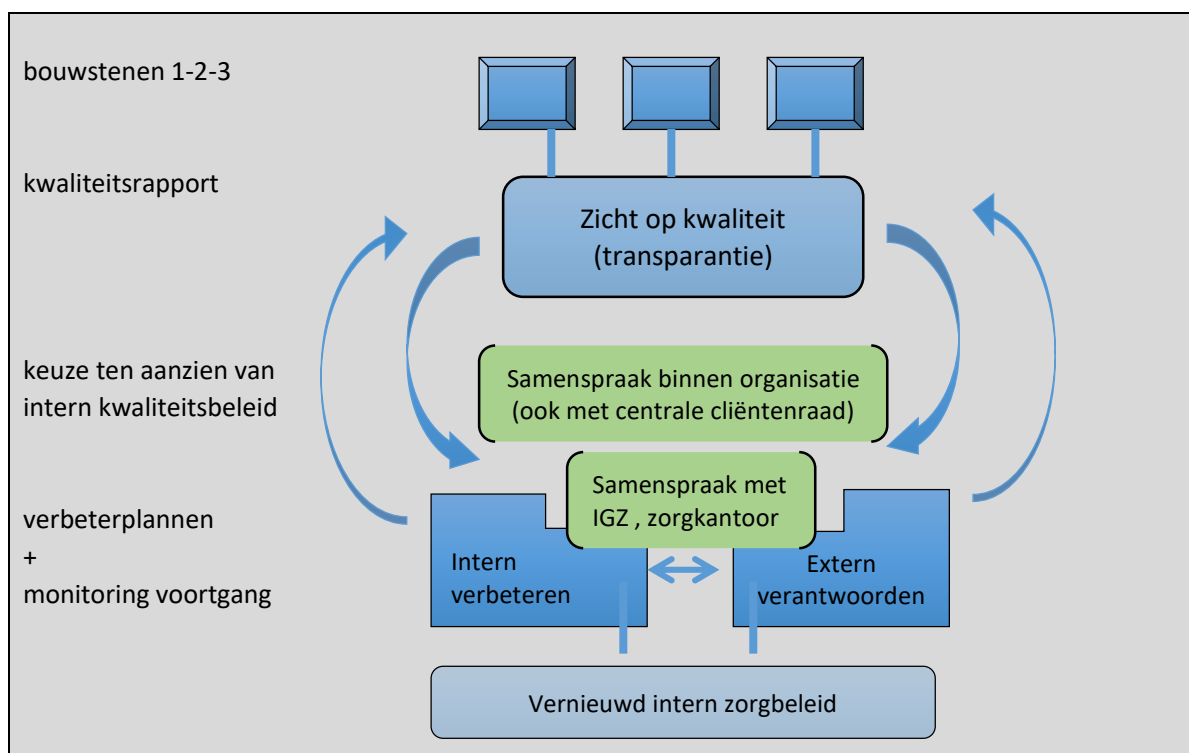 bouwstenen 1-2-3
kwaliteitsrapport
Zicht op kwaliteit
(transparantie)
keuze ten aanzien van
intern kwaliteitsbeleid
Samenspraak binnen organisatie
(ook met centrale cliëntenraad)
Samenspraak met
IGZ , zorgkantoor
verbeterplannen
+
monitoring voortgang
Intern
verbeteren
Extern
verantwoorden
Vernieuwd intern zorgbeleid